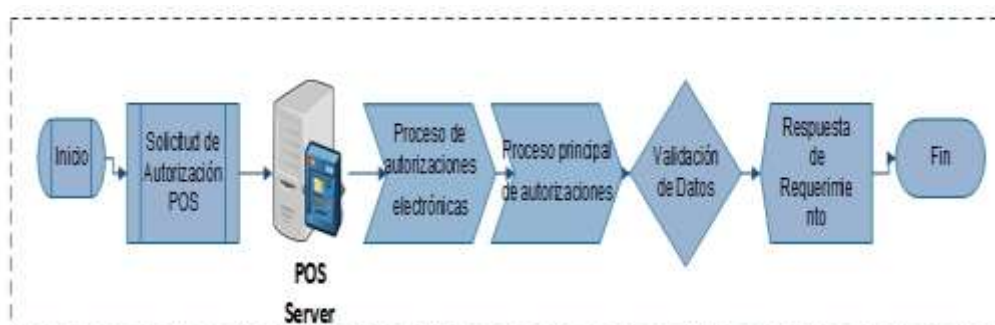 Inicio
Solicitud de
Autorización
POS
POS
Server
Proceso de
autorizaciones
electrónicas
Proceso principal
de autorizaciones
Validación
de Datos
Respuesta
de
Requerimie
nto
Fin